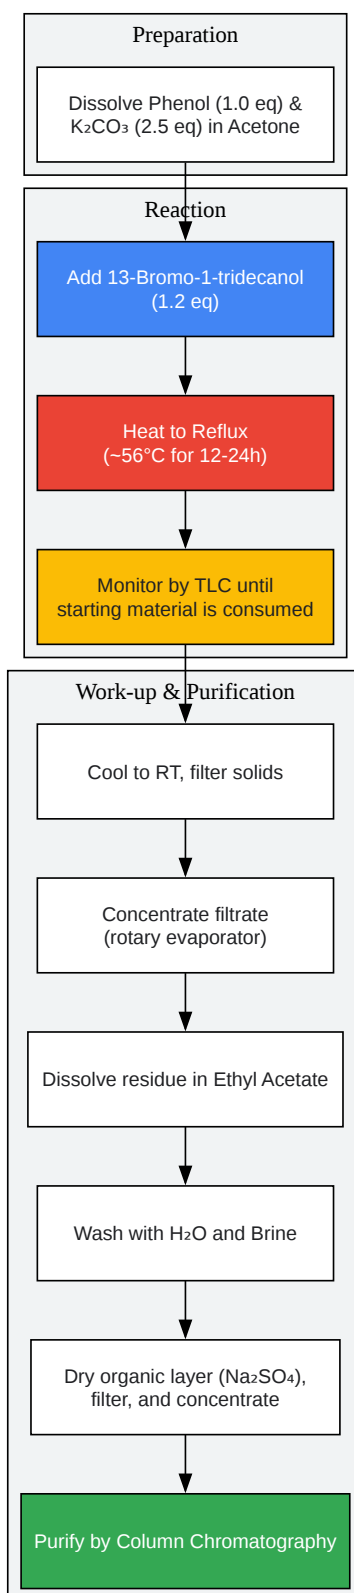 Preparation
Dissolve Phenol (1.0 eq) &
K₂CO₃ (2.5 eq) in Acetone
Reaction
Add 13-Bromo-1-tridecanol
(1.2 eq)
Heat to Reflux
(~56°C for 12-24h)
Monitor by TLC until
starting material is consumed
Work-up & Purification
Cool to RT, filter solids
Concentrate filtrate
(rotary evaporator)
Dissolve residue in Ethyl Acetate
Wash with H₂O and Brine
Dry organic layer (Na₂SO₄),
filter, and concentrate
Purify by Column Chromatography